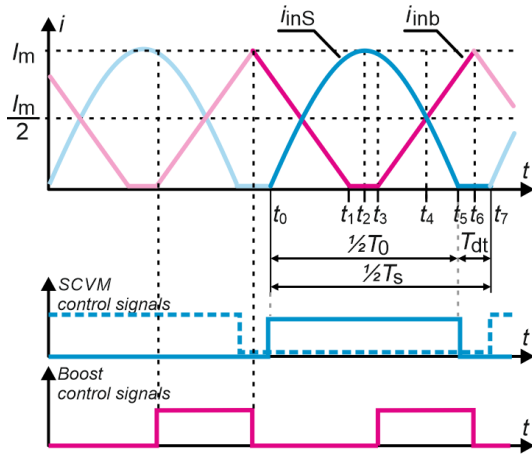 i i_inS i_inb
I_m
I_m/2
t
t_0 t_1 t_2 t_3 t_4 t_5 t_6 t_7
½T_0 T_dt
½T_s
SCVM
control signals
t
Boost
control signals
t